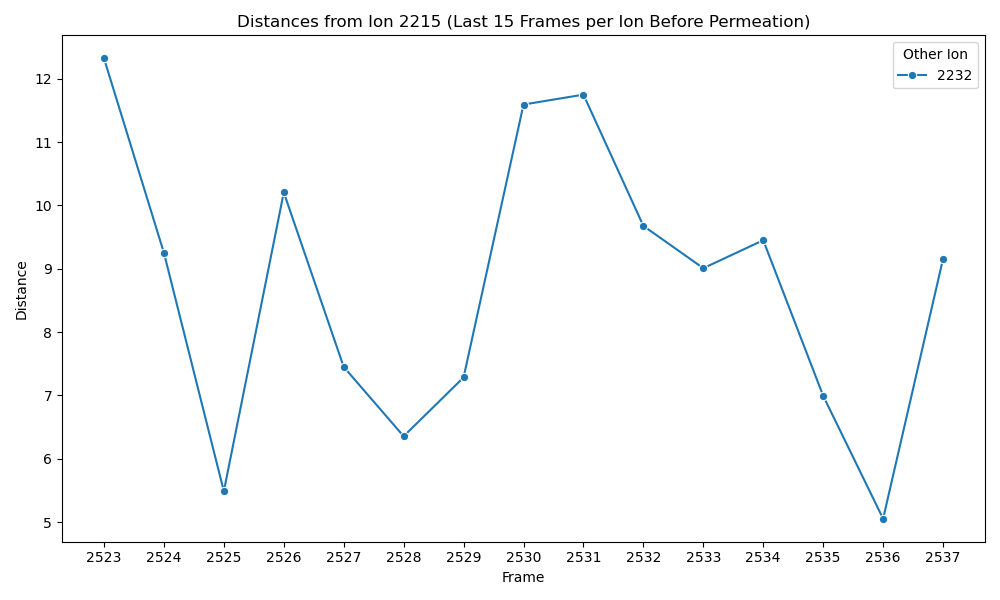 Distances from Ion 2215 (Last 15 Frames per Ion Before Permeation)
Other Ion
2232
Distance
12
11
10
9
8
7
6
5
2523 2524 2525 2526 2527 2528 2529 2530 2531 2532 2533 2534 2535 2536 2537
Frame